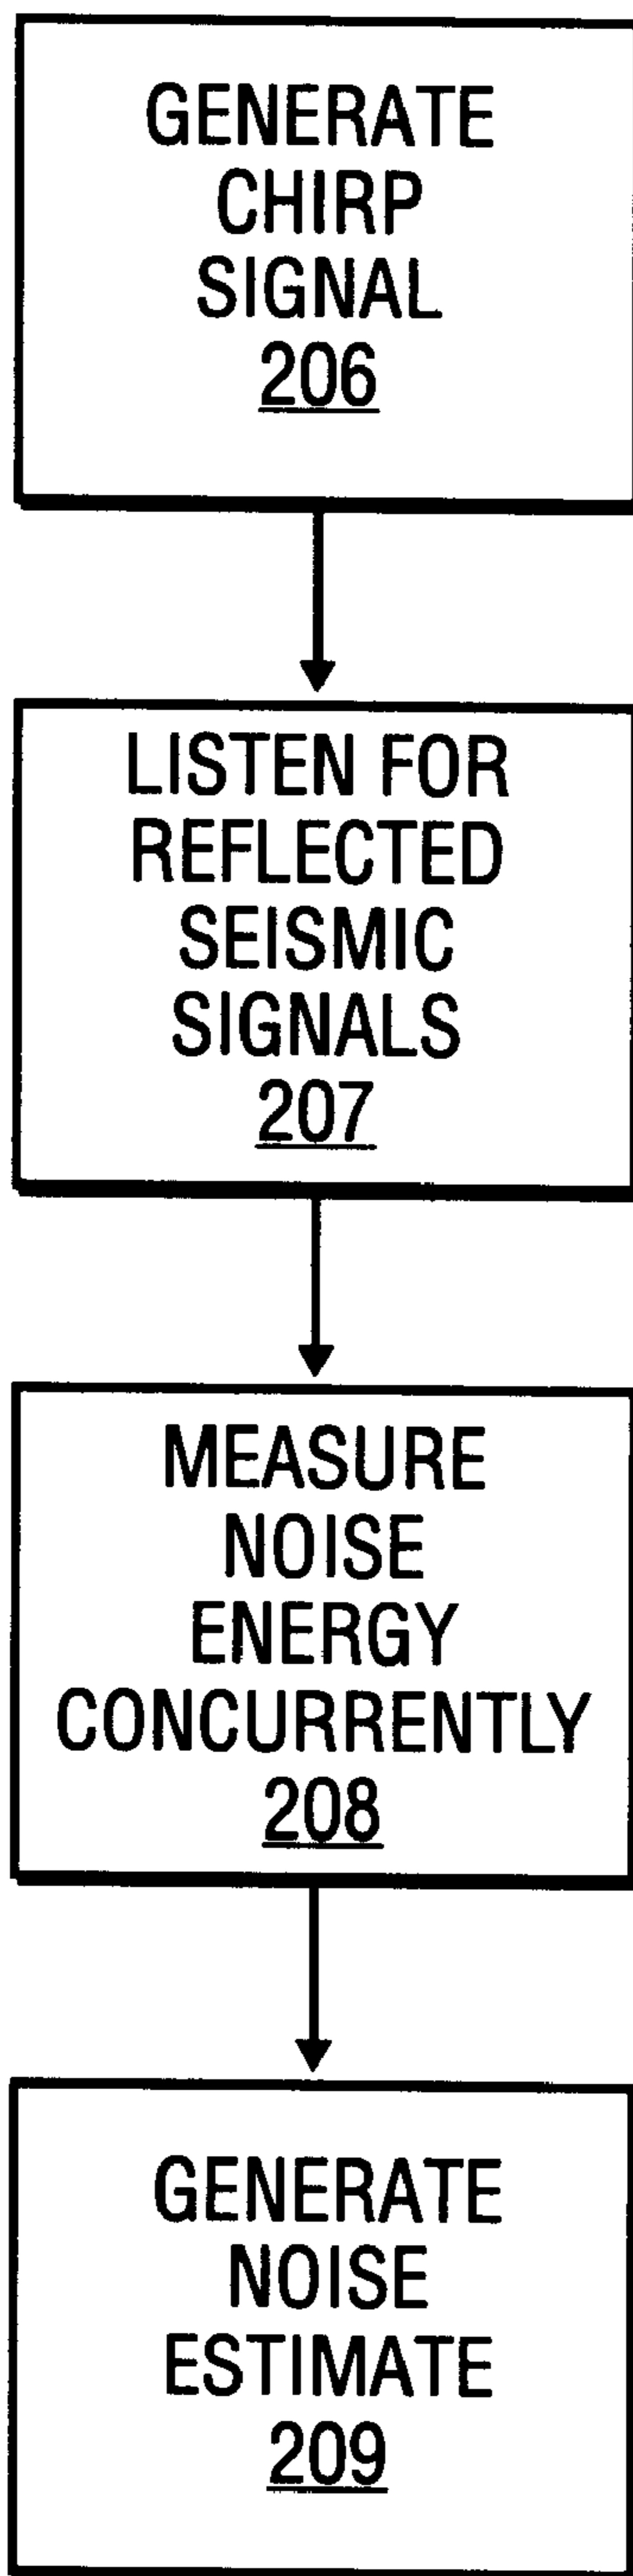 GENERATE
CHIRP
SIGNAL
206
LISTEN FOR
REFLECTED
SEISMIC
SIGNALS
207
MEASURE
NOISE
ENERGY
CONCURRENTLY
208
GENERATE
NOISE
ESTIMATE
209